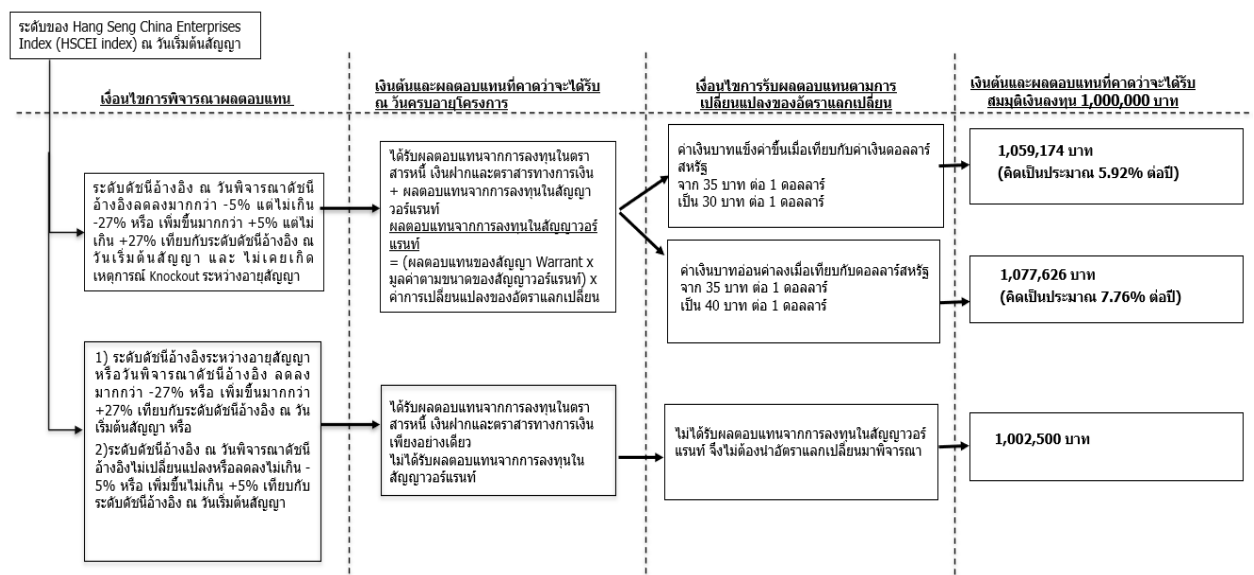 ระดับของ Hang Seng China Enterprises
Index (HSCEI index) ณ วันเริ่มต้นสัญญา
เงื่อนไขการพิจารณาผลตอบแทน
เงินต้นและผลตอบแทนที่คาดว่าจะได้รับ
ณ วันครบอายุโครงการ
เงื่อนไขการรับผลตอบแทนตามการ
เปลี่ยนแปลงของอัตราแลกเปลี่ยน
เงินต้นและผลตอบแทนที่คาดว่าจะได้รับ
สมมุติเงินลงทุน 1,000,000 บาท
ระดับดัชนีอ้างอิง ณ วันพิจารณาดัชนี
อ้างอิงลดลงมากกว่า -5% แต่ไม่เกิน
-27% หรือ เพิ่มขึ้นมากกว่า +5% แต่ไม่
เกิน +27% เทียบกับระดับดัชนีอ้างอิง ณ
วันเริ่มต้นสัญญา และ ไม่เคยเกิด
เหตุการณ์ Knockout ระหว่างอายุสัญญา
ได้รับผลตอบแทนจากการลงทุนในตรา
สารหนี้ เงินฝากและตราสารทางการเงิน
+ ผลตอบแทนจากการลงทุนในสัญญา
วอร์แรนท์
ผลตอบแทนจากการลงทุนในสัญญาวอร์
แรนท์
= (ผลตอบแทนของสัญญา Warrant x
มูลค่าตามขนาดของสัญญาวอร์แรนท์) x
ค่าการเปลี่ยนแปลงของอัตราแลกเปลี่ยน
ค่าเงินบาทแข็งค่าขึ้นเมื่อเทียบกับค่าเงินดอลลาร์
สหรัฐ
จาก 35 บาท ต่อ 1 ดอลลาร์
เป็น 30 บาท ต่อ 1 ดอลลาร์
1,059,174 บาท
(คิดเป็นประมาณ 5.92% ต่อปี)
ค่าเงินบาทอ่อนค่าลงเมื่อเทียบกับดอลลาร์สหรัฐ
จาก 35 บาท ต่อ 1 ดอลลาร์
เป็น 40 บาท ต่อ 1 ดอลลาร์
1,077,626 บาท
(คิดเป็นประมาณ 7.76% ต่อปี)
1) ระดับดัชนีอ้างอิงระหว่างอายุสัญญา
หรือวันพิจารณาดัชนีอ้างอิง ลดลง
มากกว่า -27% หรือ เพิ่มขึ้นมากกว่า
+27% เทียบกับระดับดัชนีอ้างอิง ณ วัน
เริ่มต้นสัญญา หรือ
2)ระดับดัชนีอ้างอิง ณ วันพิจารณาดัชนี
อ้างอิงไม่เปลี่ยนแปลงหรือลดลงไม่เกิน -
5% หรือ เพิ่มขึ้นไม่เกิน +5% เทียบกับ
ระดับดัชนีอ้างอิง ณ วันเริ่มต้นสัญญา
ได้รับผลตอบแทนจากการลงทุนในตรา
สารหนี้ เงินฝากและตราสารทางการเงิน
เพียงอย่างเดียว
ไม่ได้รับผลตอบแทนจากการลงทุนใน
สัญญาวอร์แรนท์
ไม่ได้รับผลตอบแทนจากการลงทุนในสัญญาวอร์
แรนท์ จึงไม่ต้องนำอัตราแลกเปลี่ยนมาพิจารณา
1,002,500 บาท